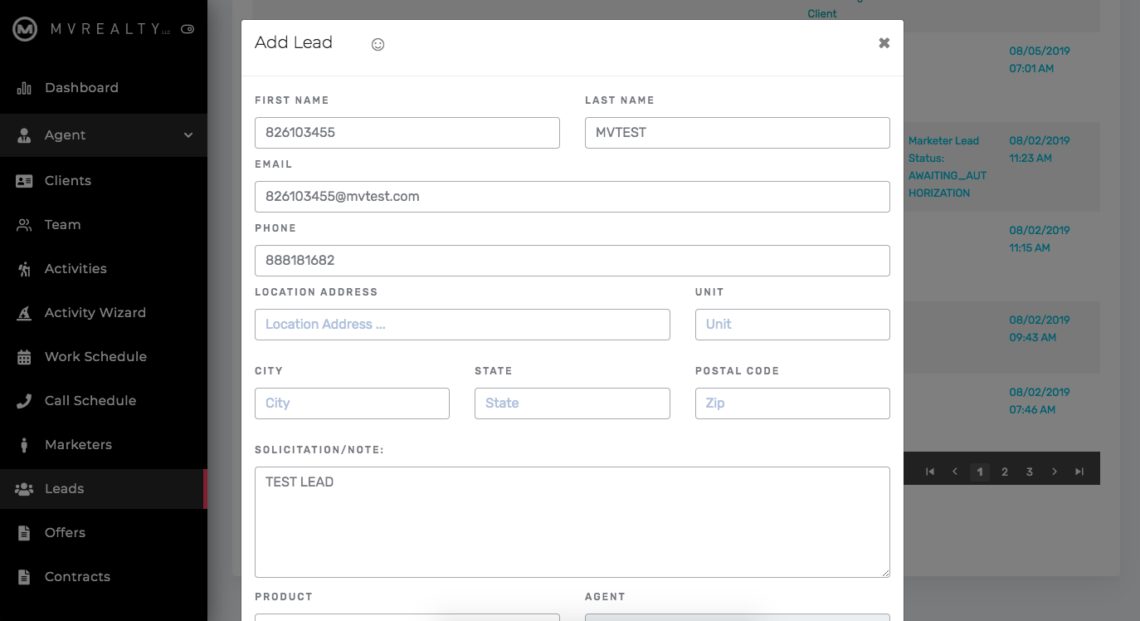 MVREALTY LLC
Dashboard
Agent
Clients
Team
Activities
Activity Wizard
Work Schedule
Call Schedule
Marketers
Leads
Offers
Contracts
Client
Add Lead
FIRST NAME
LAST NAME
826103455
MVTEST
EMAIL
826103455@mvtest.com
PHONE
888181682
LOCATION ADDRESS
UNIT
Location Address ...
Unit
CITY
STATE
POSTAL CODE
City
State
Zip
SOLICITATION/NOTE:
TEST LEAD
PRODUCT
AGENT
08/05/2019
07:01 AM
Marketer Lead
Status:
AWAITING_AUT
HORIZATION
08/02/2019
11:23 AM
08/02/2019
11:15 AM
08/02/2019
09:43 AM
08/02/2019
07:46 AM
1 2 3